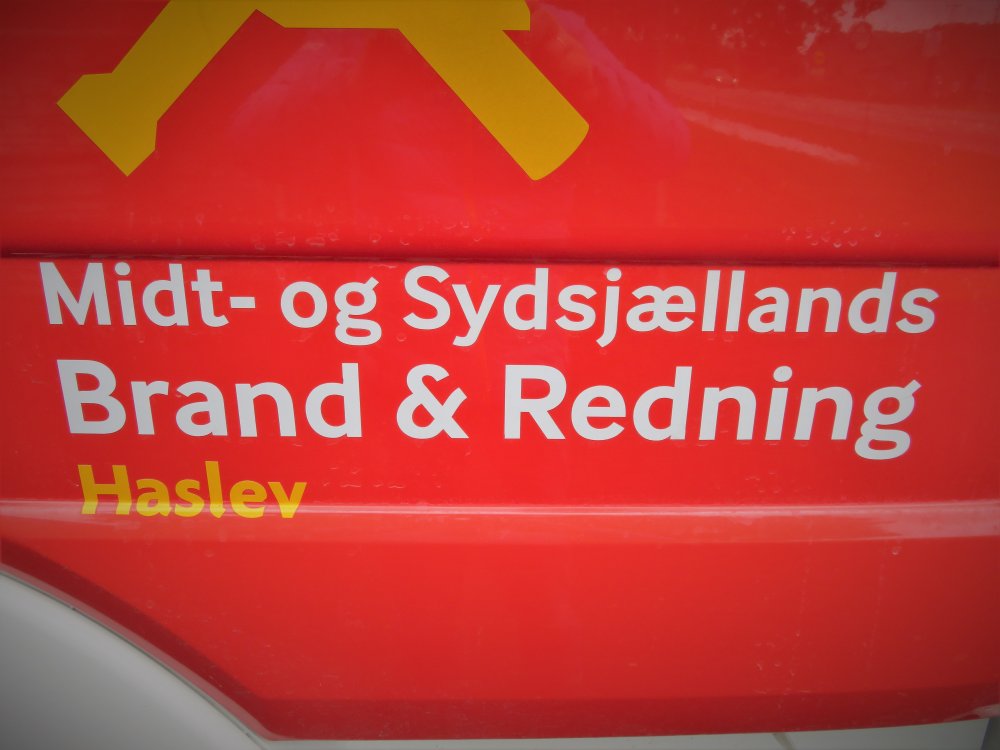 Midt- og Sydsjællands
Brand & Redning
Haslev